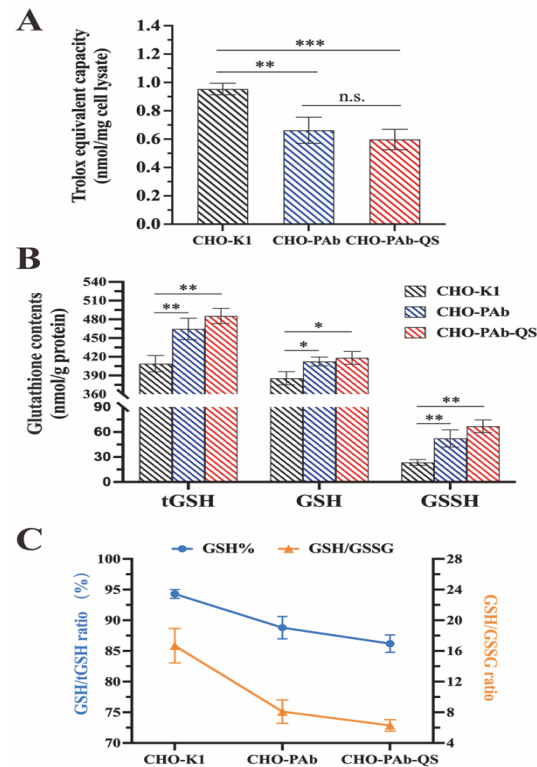 A
Trolox equivalent capacity
(nmol/mg cell lysate)
1.4
1.2
1.0
0.8
0.6
0.4
0.2
0.0
***
**
n.s.
CHO-K1 CHO-PAb CHO-PAb-QS
B
Glutathione contents
(nmol/g protein)
540
510
480
450
420
390
360
90
60
30
0
** **
* *
** **
CHO-K1
CHO-PAb
CHO-PAb-QS
tGSH GSH GSSH
C
GSH% GSH/GSSG
GSH/tGSH ratio (%)
100
95
90
85
80
75
70
28
24
20
16
12
8
4
GSH/GSSG ratio
CHO-K1 CHO-PAb CHO-PAb-QS